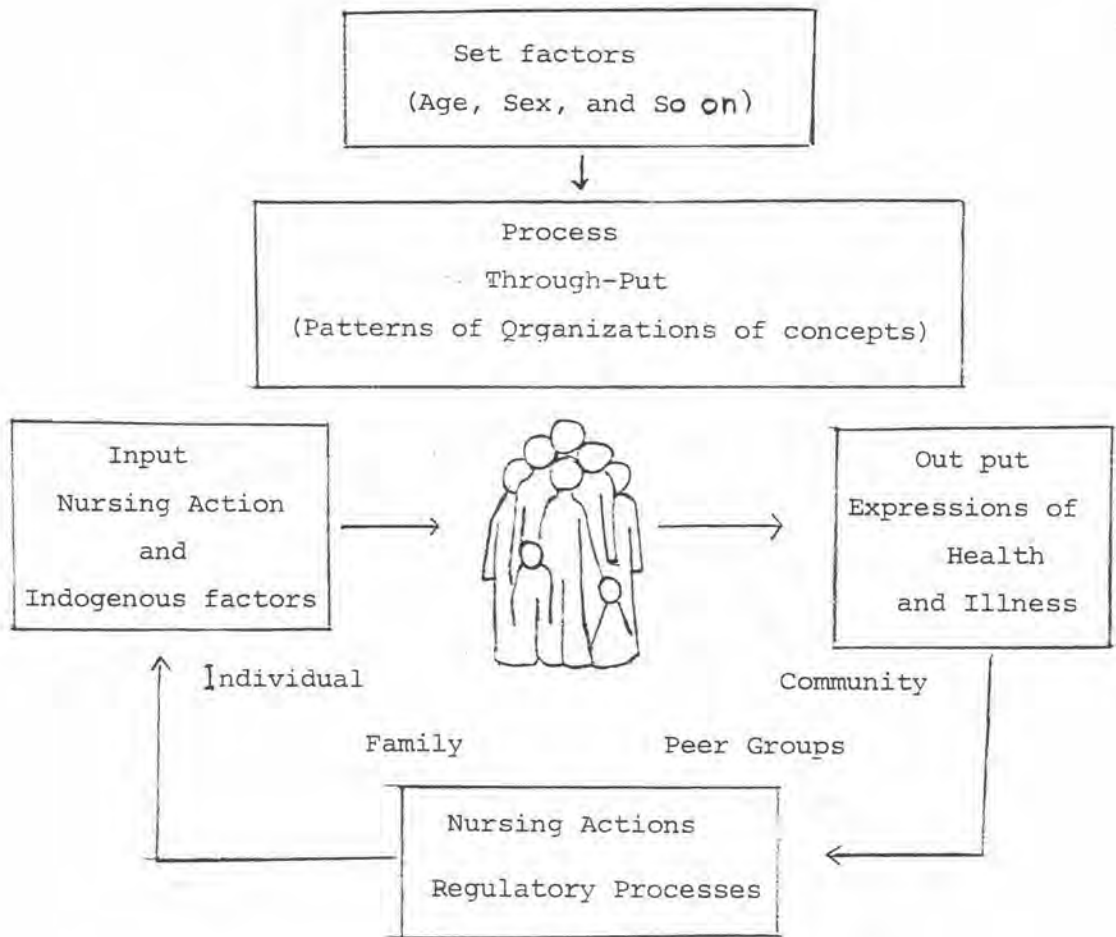 Set factors
(Age, Sex, and So on)
Process
Through-Put
(Patterns of Qrganizations of concepts)
Input
Nursing Action
and
Indogenous factors
Out put
Expressions of
Health
and Illness
Individual
Community
Family
Peer Groups
Nursing Actions
Regulatory Processes